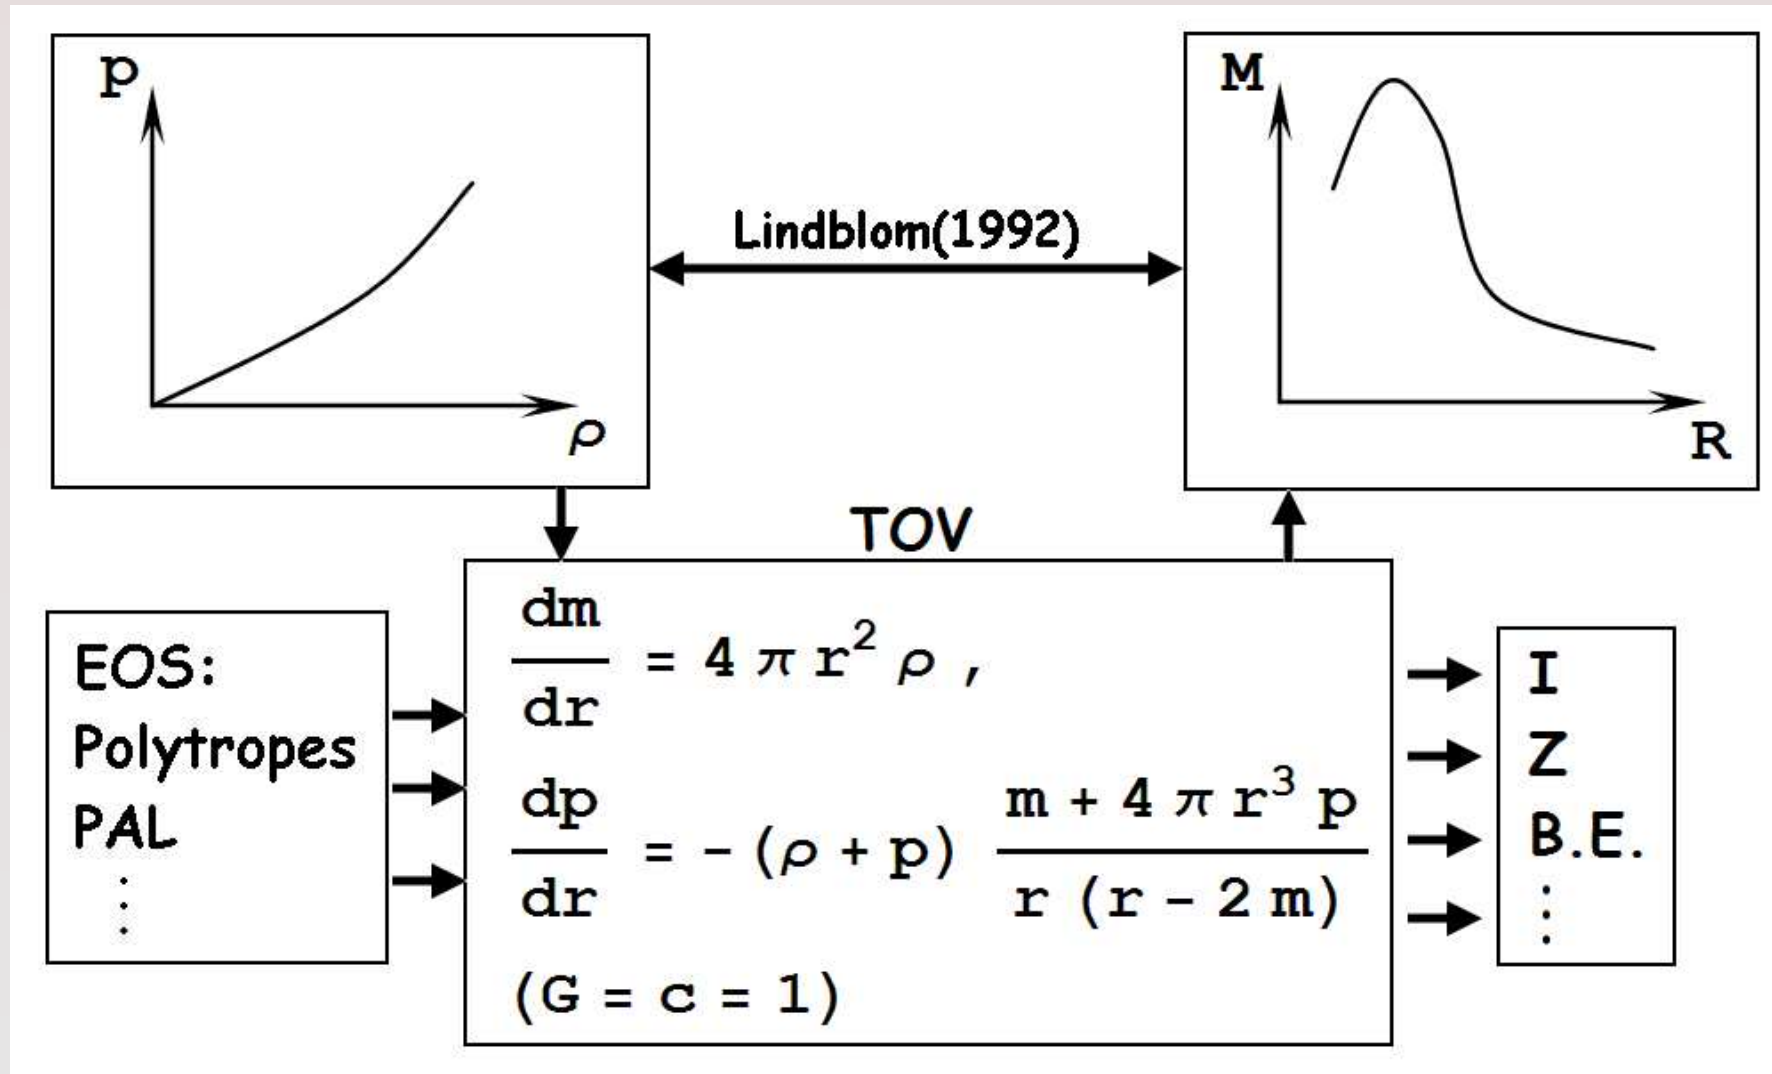 p
ρ
Lindblom(1992)
M
R
TOV
EOS:
Polytropes
PAL
⋮
dm/dr = 4 π r² ρ ,
dp/dr = - (ρ + p) (m + 4 π r³ p)/(r (r - 2 m))
(G = c = 1)
I
Z
B.E.
⋮